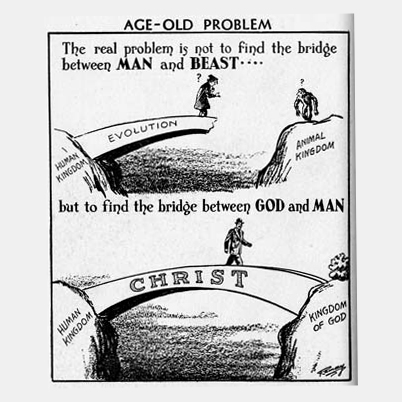 AGE-OLD PROBLEM
The real problem is not to find the bridge
between MAN and BEAST····
?
?
EVOLUTION
HUMAN
KINGDOM
ANIMAL
KINGDOM
but to find the bridge between GOD and MAN
CHRIST
HUMAN
KINGDOM
KINGDOM
OF GOD